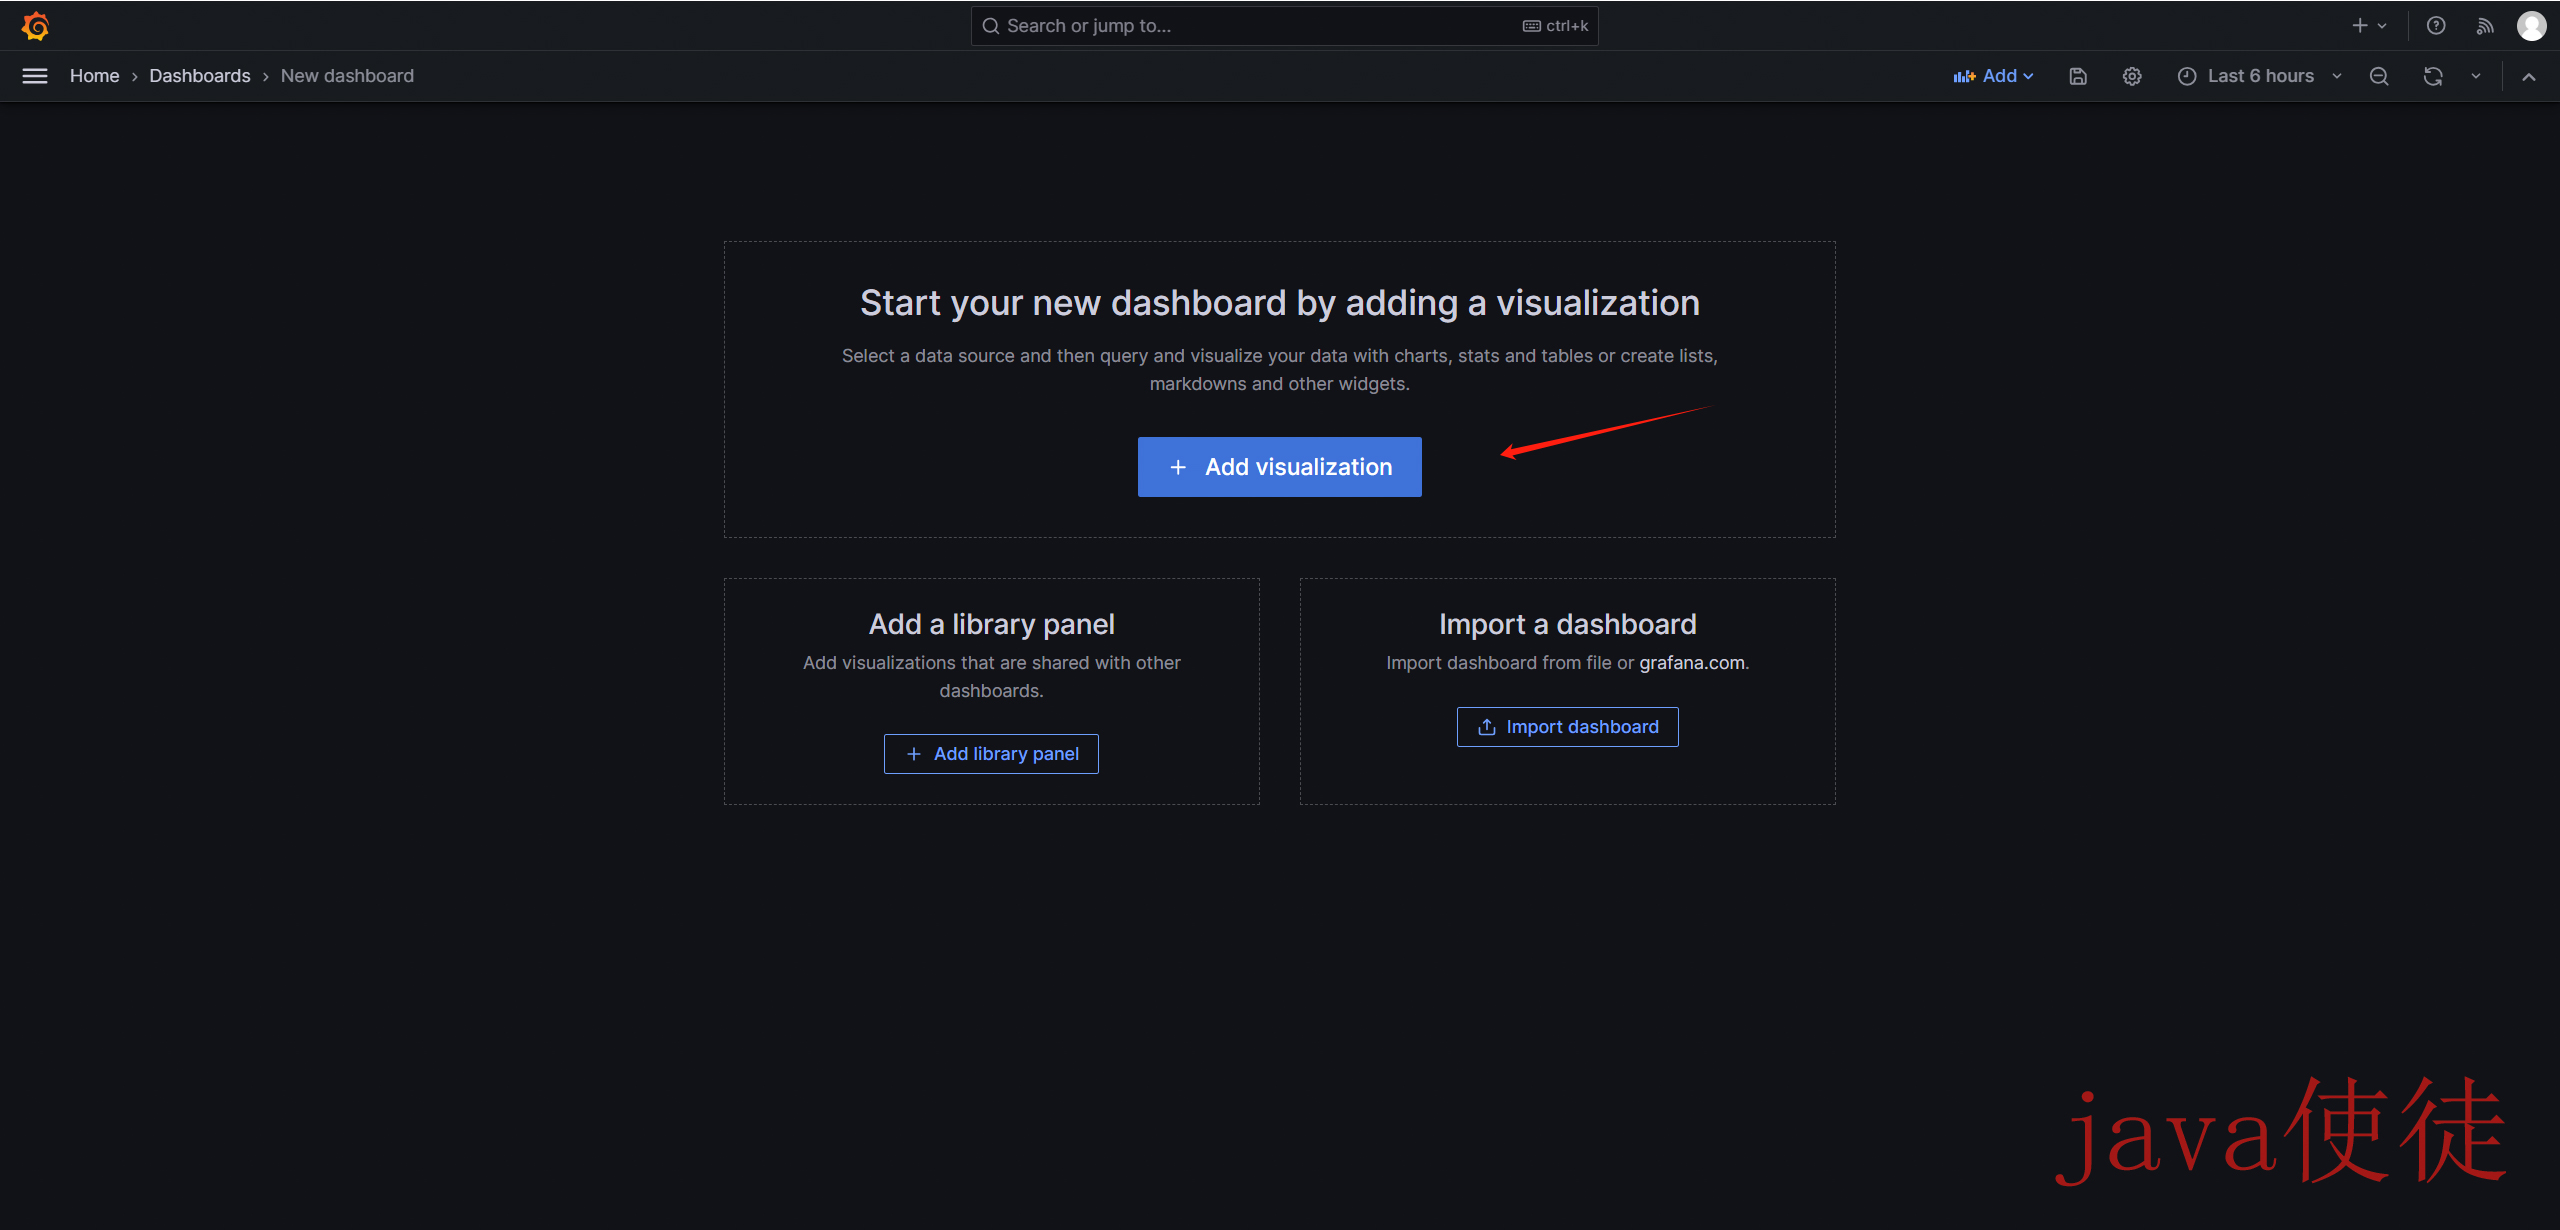 Search or jump to...
ctrl+k
Home
Dashboards
New dashboard
Add
Last 6 hours
Start your new dashboard by adding a visualization
Select a data source and then query and visualize your data with charts, stats and tables or create lists,
markdowns and other widgets.
Add visualization
Add a library panel
Add visualizations that are shared with other
dashboards.
Add library panel
Import a dashboard
Import dashboard from file or grafana.com.
Import dashboard
java使徒